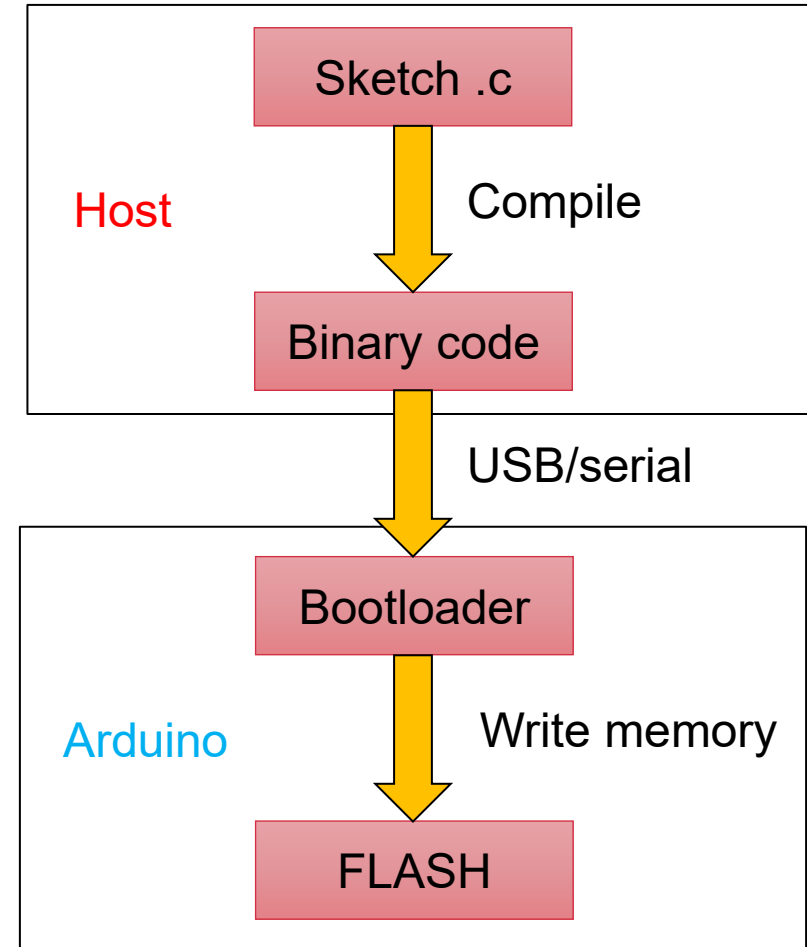 Sketch .c
Host
Compile
Binary code
USB/serial
Bootloader
Arduino
Write memory
FLASH